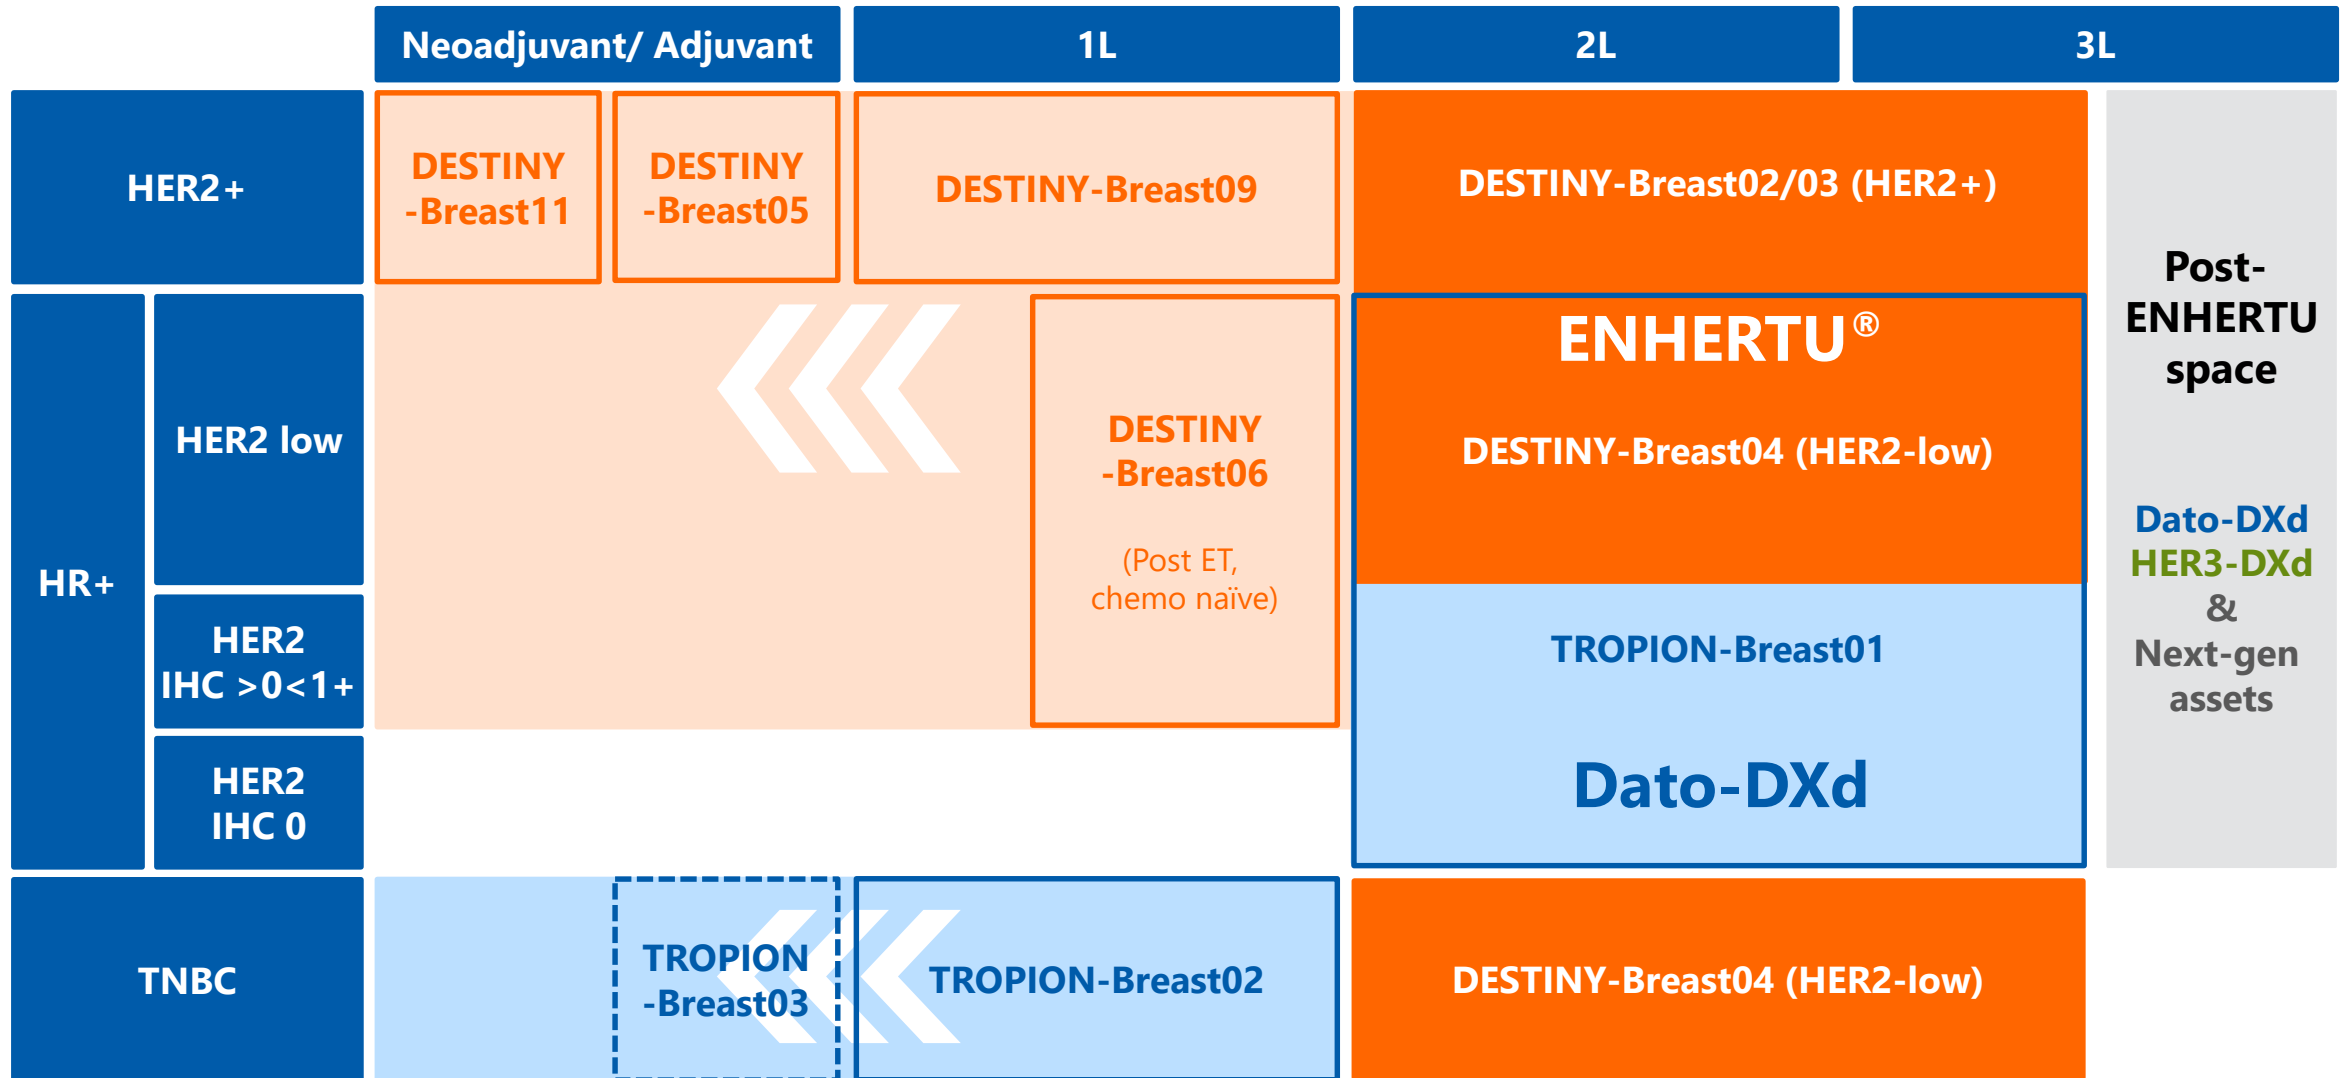 Neoadjuvant/ Adjuvant
1L
2L
3L
HER2+
DESTINY
-Breast11
DESTINY
-Breast05
DESTINY-Breast09
DESTINY-Breast02/03 (HER2+)
HR+
HER2 low
HER2
IHC >0<1+
HER2
IHC 0
DESTINY
-Breast06
(Post ET,
chemo naïve)
ENHERTU®
DESTINY-Breast04 (HER2-low)
TROPION-Breast01
Dato-DXd
Post-
ENHERTU
space
Dato-DXd
HER3-DXd
&
Next-gen
assets
TNBC
TROPION
-Breast03
TROPION-Breast02
DESTINY-Breast04 (HER2-low)